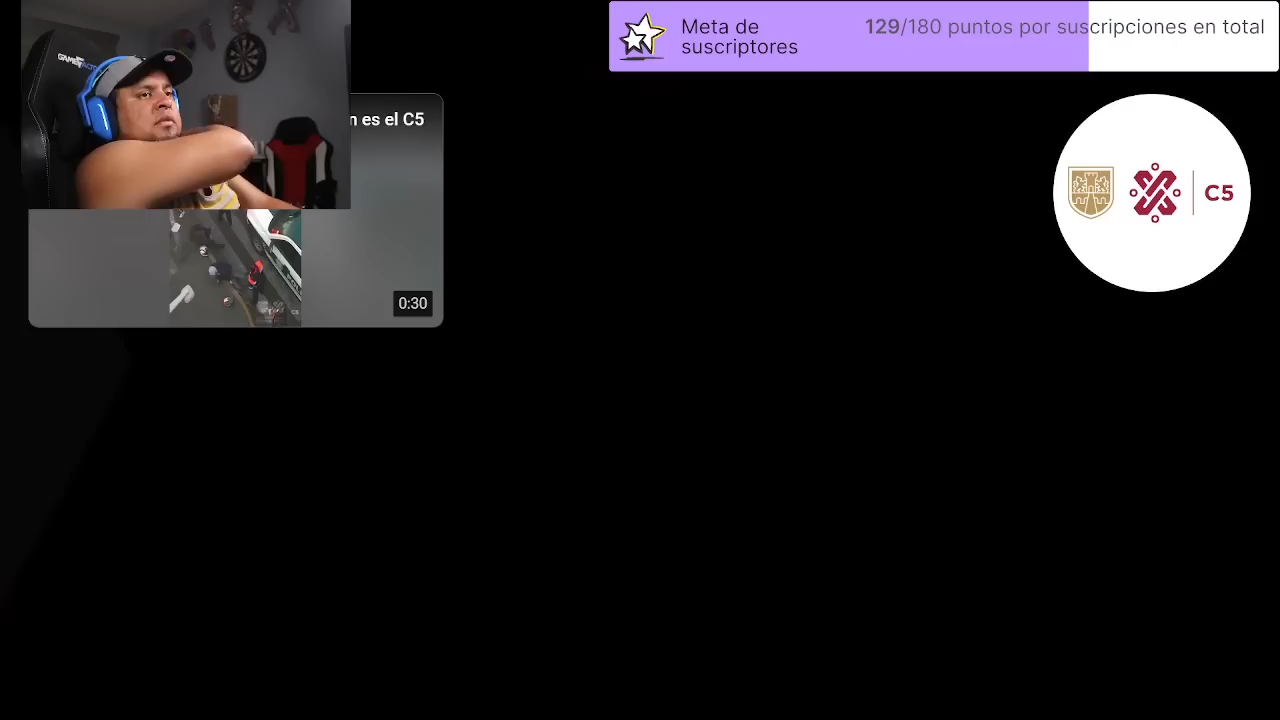 Meta de
suscriptores
129/180 puntos por suscripciones en total
n es el C5
0:30
C5